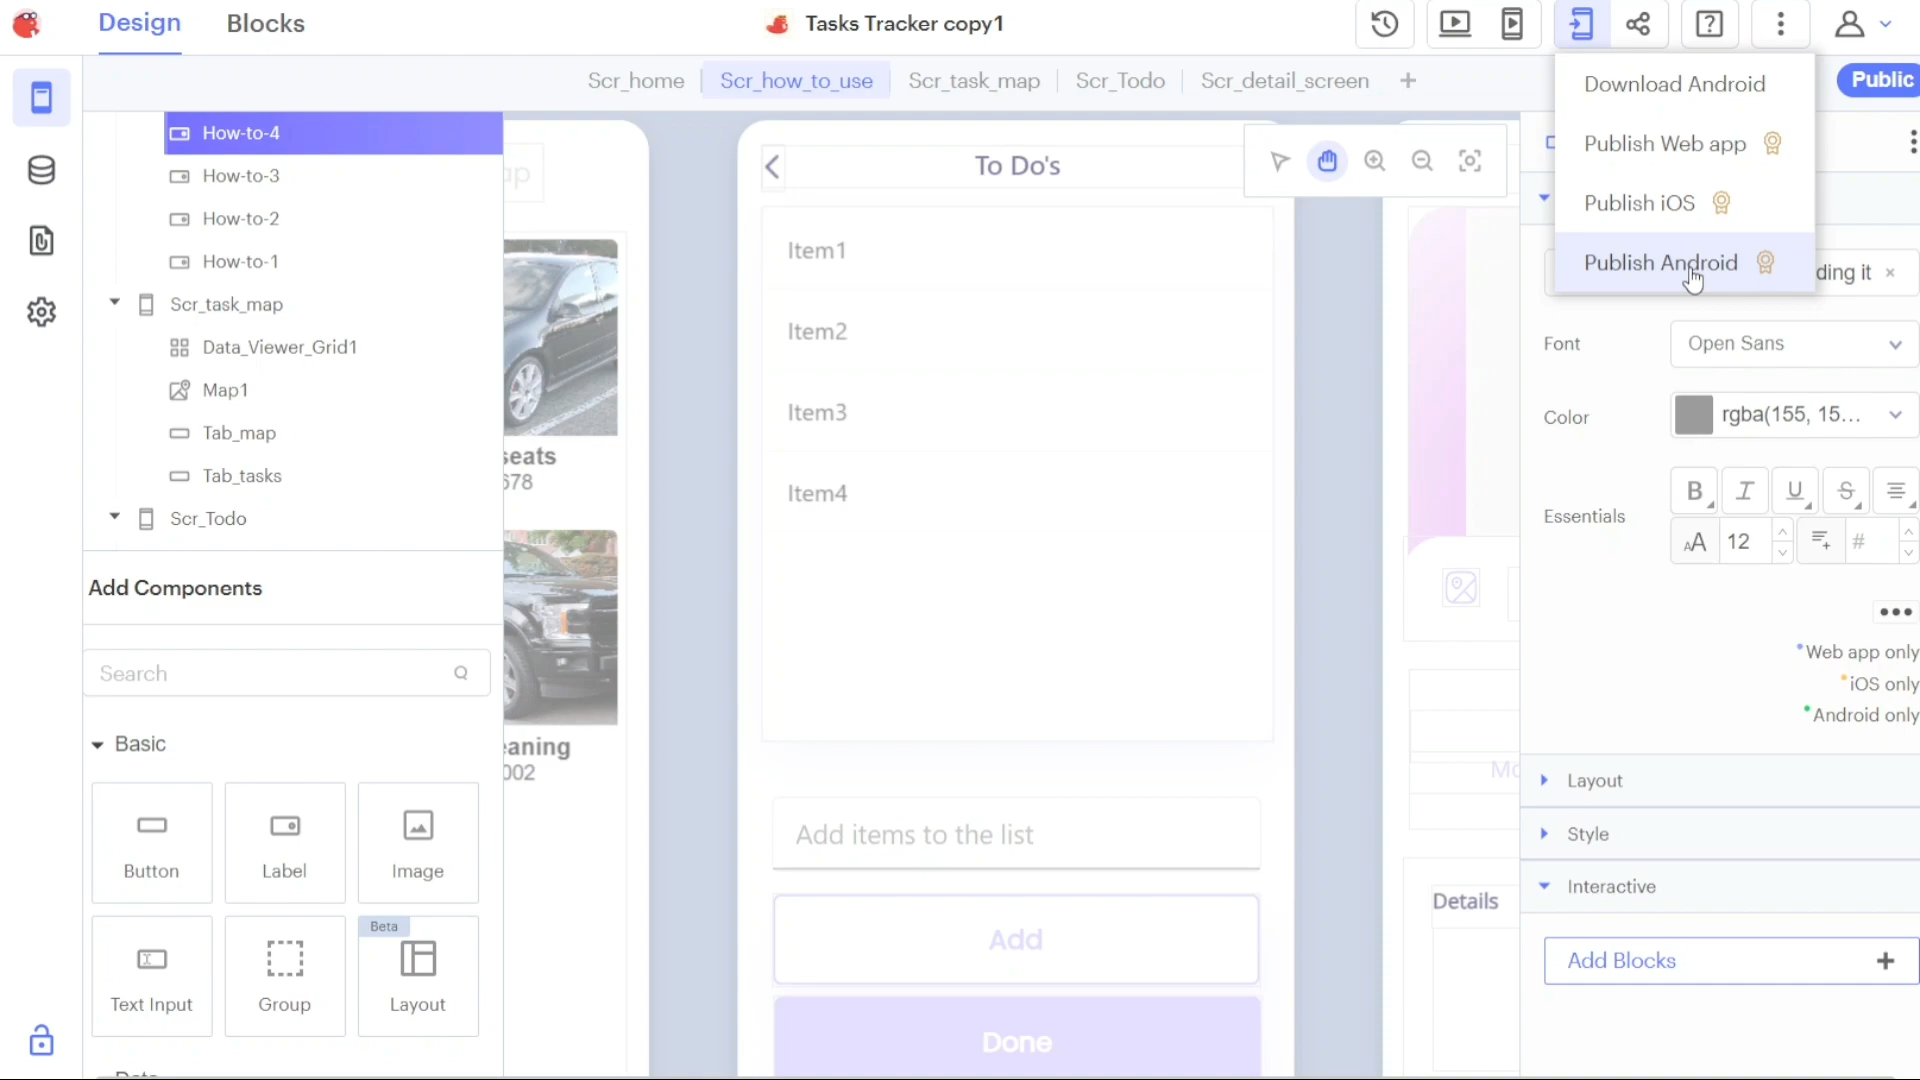 Design
Blocks
Tasks Tracker copy1
Scr_home
Scr_how_to_use
Scr_task_map
Scr_Todo
Scr_detail_screen
+
Public
Download Android
Publish Web app
Publish iOS
Publish Android
How-to-4
How-to-3
How-to-2
How-to-1
Scr_task_map
Data_Viewer_Grid1
Map1
Tab_map
Tab_tasks
Scr_Todo
Add Components
Search
Basic
Button
Label
Image
Text Input
Group
Beta
Layout
ap
seats
678
eaning
002
To Do's
Item1
Item2
Item3
Item4
Add items to the list
Add
Done
Details
ding it ×
Font
Open Sans
Color
rgba(155, 15...
Essentials
B I U S
AA 12 #
Web app only
iOS only
Android only
Layout
Style
Interactive
Add Blocks +